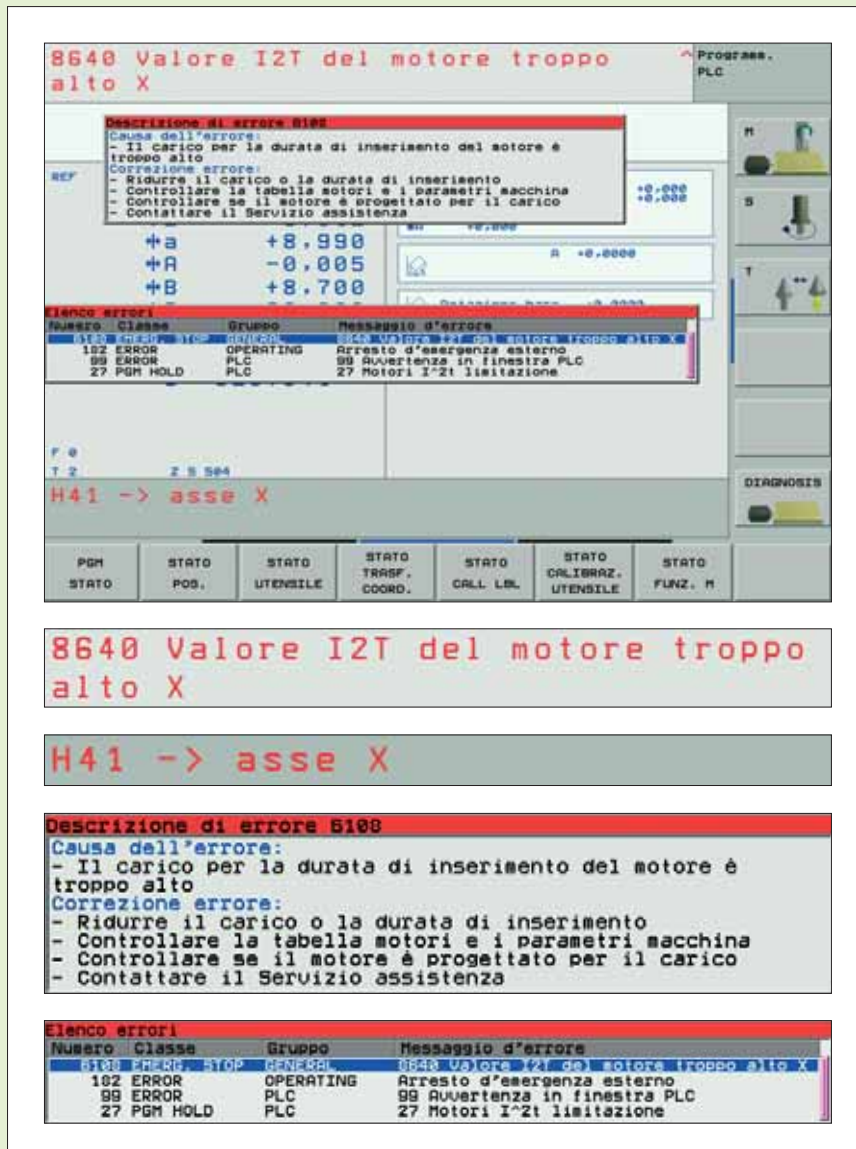 8640 Valore I2T del motore troppo
alto X
Programm.
PLC
Descrizione di errore 6108
Causa dell'errore:
- Il carico per la durata di inserimento del motore è
troppo alto
Correzione errore:
- Ridurre il carico o la durata di inserimento
- Controllare la tabella motori e i parametri macchina
- Controllare se il motore è progettato per il carico
- Contattare il Servizio assistenza
REF
+0,000
+0,000
+0,000
a +8,990
A -0,005
B +8,700
A +0,0000
M
S
T
Elenco errori
Numero Classe Gruppo Messaggio d'errore
6108 EMERG. STOP GENERAL 8640 Valore I2T del motore troppo alto X
182 ERROR OPERATING Arresto d'emergenza esterno
99 ERROR PLC 99 Avvertenza in finestra PLC
27 PGM HOLD PLC 27 Motori I^2t limitazione
F 0
T 2 Z S 504
H41 -> asse X
DIAGNOSIS
PGM
STATO
STATO
POS.
STATO
UTENSILE
STATO
TRASF.
COORD.
STATO
CALL LBL
STATO
CALIBRAZ.
UTENSILE
STATO
FUNZ. M
8640 Valore I2T del motore troppo
alto X
H41 -> asse X
Descrizione di errore 6108
Causa dell'errore:
- Il carico per la durata di inserimento del motore è
troppo alto
Correzione errore:
- Ridurre il carico o la durata di inserimento
- Controllare la tabella motori e i parametri macchina
- Controllare se il motore è progettato per il carico
- Contattare il Servizio assistenza
Elenco errori
Numero Classe Gruppo Messaggio d'errore
6108 EMERG. STOP GENERAL 8640 Valore I2T del motore troppo alto X
182 ERROR OPERATING Arresto d'emergenza esterno
99 ERROR PLC 99 Avvertenza in finestra PLC
27 PGM HOLD PLC 27 Motori I^2t limitazione